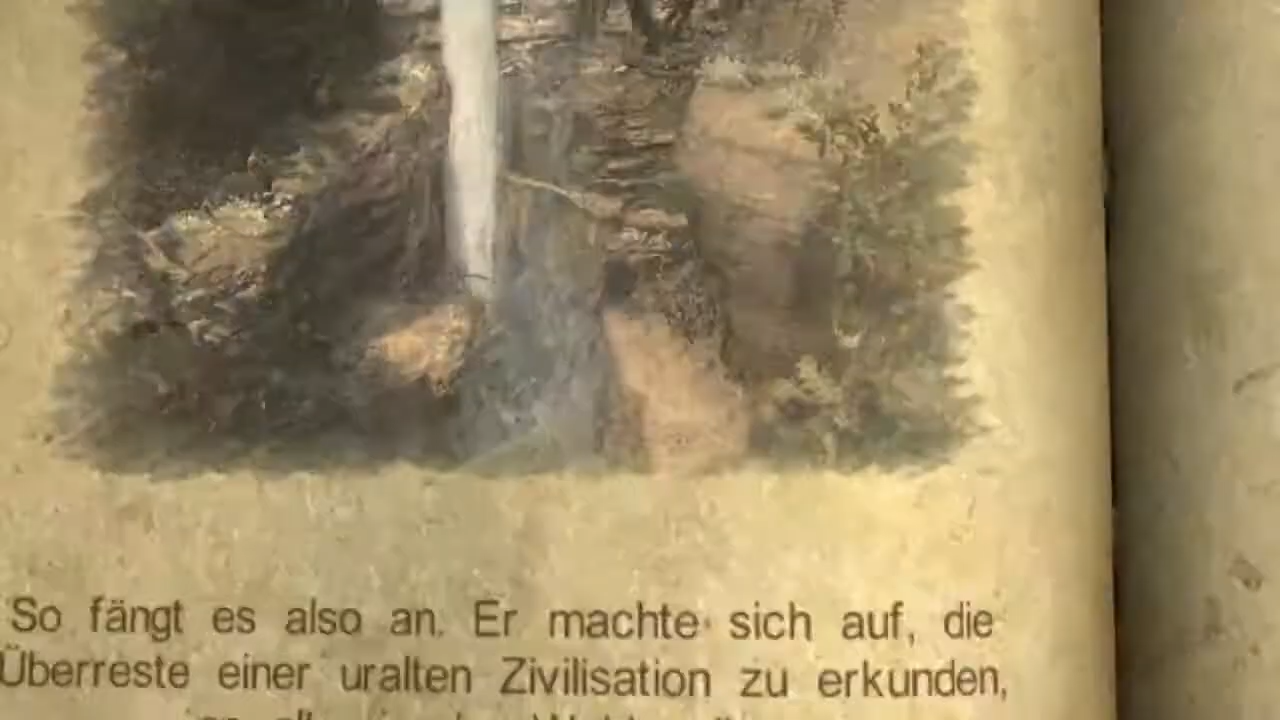 So fängt es also an. Er machte sich auf, die
Überreste einer uralten Zivilisation zu erkunden,